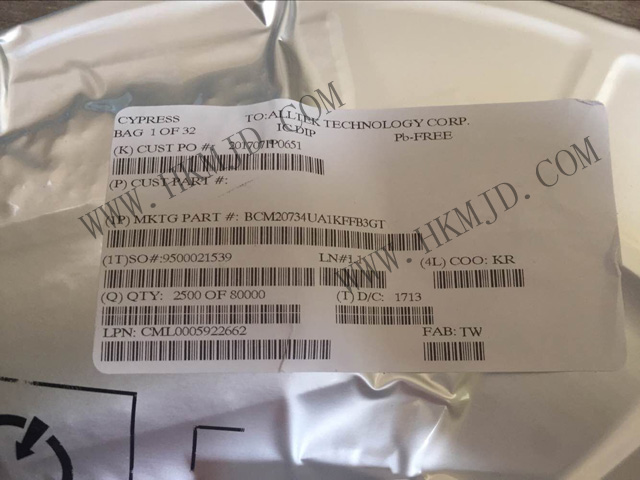 CYPRESS TO:ALLTEK TECHNOLOGY CORP.
BAG 1 OF 32 IC,DIP Pb-FREE
(K) CUST PO #: 0651
(P) CUST PART #:
(1P) MKTG PART #: BCM20734UA1KFFB3GT
(1T)SO#:9500021539 LN#1.1 (4L) COO: KR
(Q) QTY: 2500 OF 80000 (T) D/C: 1713
LPN: CML0005922662 FAB: TW
WWW.HKMJD.COM
WWW.HKMJD.COM